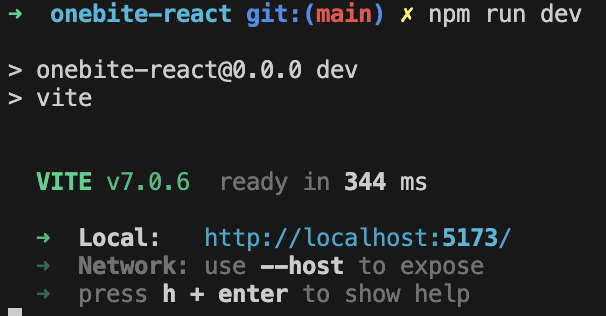 ➜  onebite-react git:(main) ✗ npm run dev
> onebite-react@0.0.0 dev
> vite
VITE v7.0.6  ready in 344 ms
➜  Local:   http://localhost:5173/
➜  Network: use --host to expose
➜  press h + enter to show help